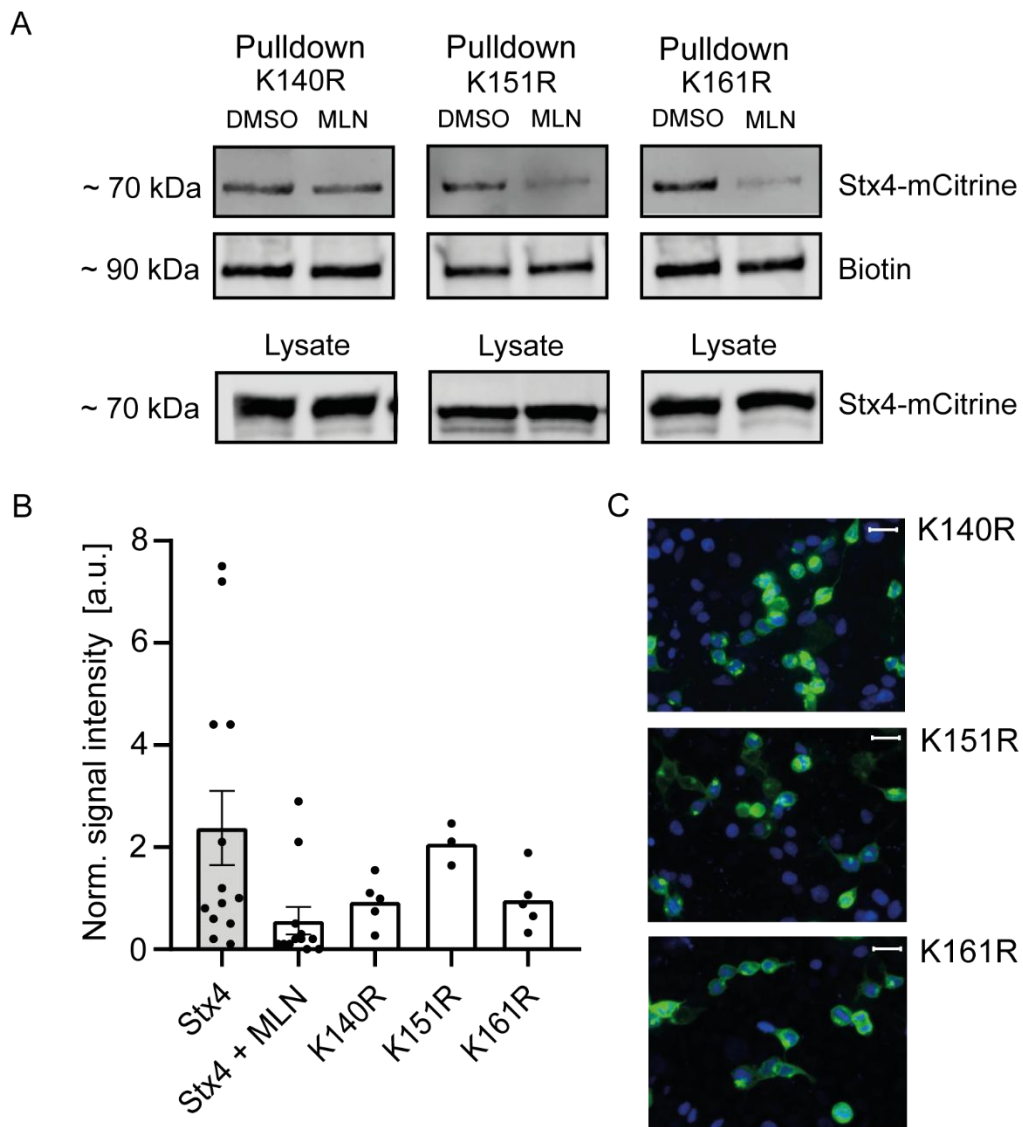 A
Pulldown Pulldown Pulldown
K140R K151R K161R
DMSO MLN DMSO MLN DMSO MLN
~ 70 kDa Stx4-mCitrine
~ 90 kDa Biotin
Lysate Lysate Lysate
~ 70 kDa Stx4-mCitrine
B
Norm. signal intensity [a.u.]
8
6
4
2
0
Stx4
Stx4 + MLN
K140R
K151R
K161R
C
K140R
K151R
K161R